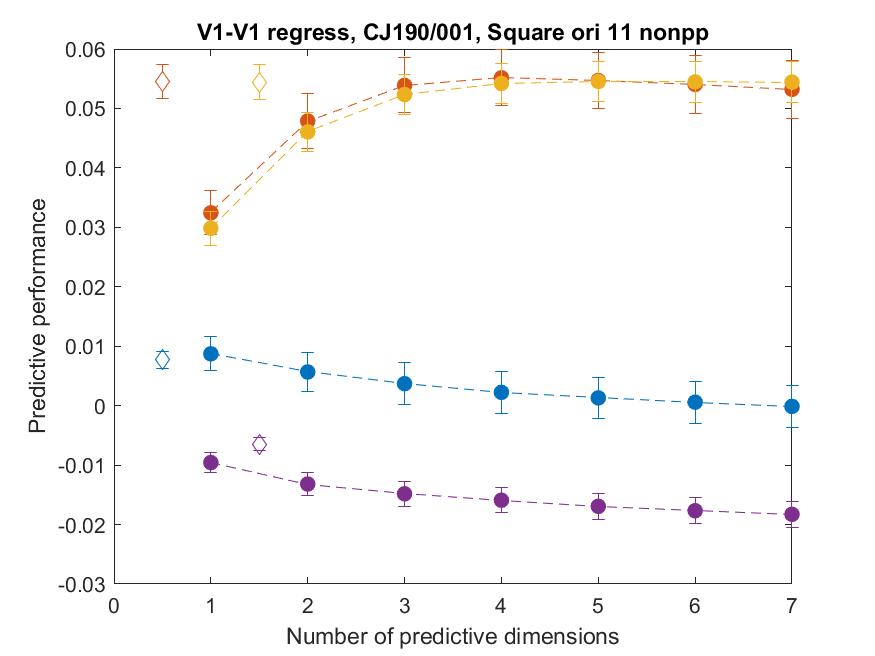 V1-V1 regress, CJ190/001, Square ori 11 nonpp
0.06
0.05
0.04
0.03
0.02
0.01
0
-0.01
-0.02
-0.03
Predictive performance
0 1 2 3 4 5 6 7
Number of predictive dimensions